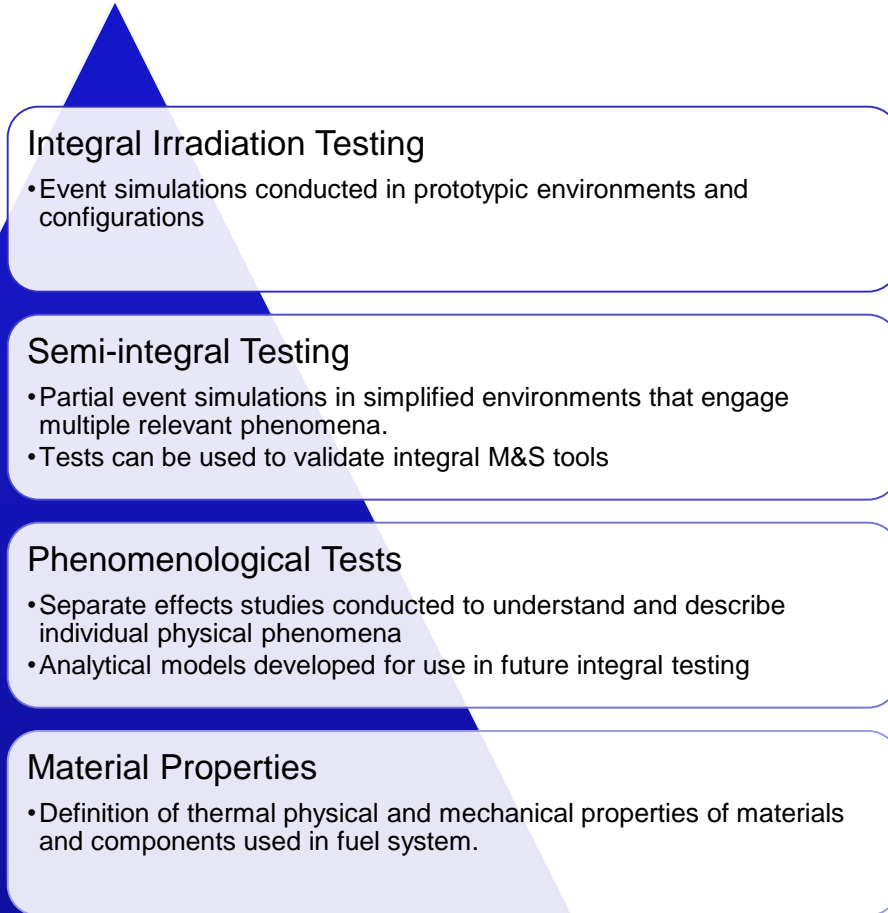 Integral Irradiation Testing
•Event simulations conducted in prototypic environments and
configurations
Semi-integral Testing
•Partial event simulations in simplified environments that engage
multiple relevant phenomena.
•Tests can be used to validate integral M&S tools
Phenomenological Tests
•Separate effects studies conducted to understand and describe
individual physical phenomena
•Analytical models developed for use in future integral testing
Material Properties
•Definition of thermal physical and mechanical properties of materials
and components used in fuel system.